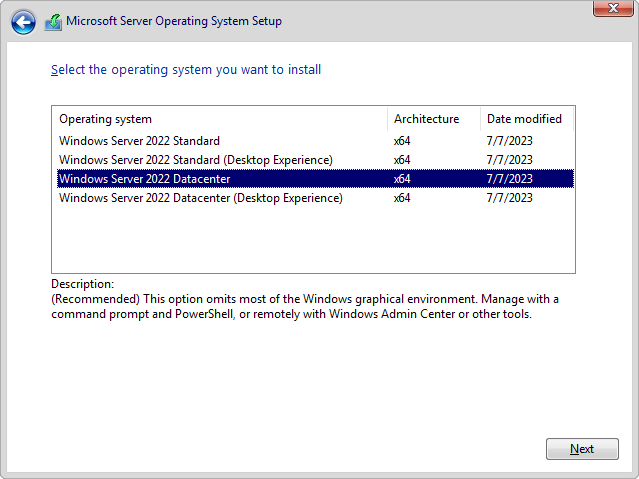 Microsoft Server Operating System Setup
Select the operating system you want to install
Operating system Architecture Date modified
Windows Server 2022 Standard x64 7/7/2023
Windows Server 2022 Standard (Desktop Experience) x64 7/7/2023
Windows Server 2022 Datacenter x64 7/7/2023
Windows Server 2022 Datacenter (Desktop Experience) x64 7/7/2023
Description:
(Recommended) This option omits most of the Windows graphical environment. Manage with a
command prompt and PowerShell, or remotely with Windows Admin Center or other tools.
Next